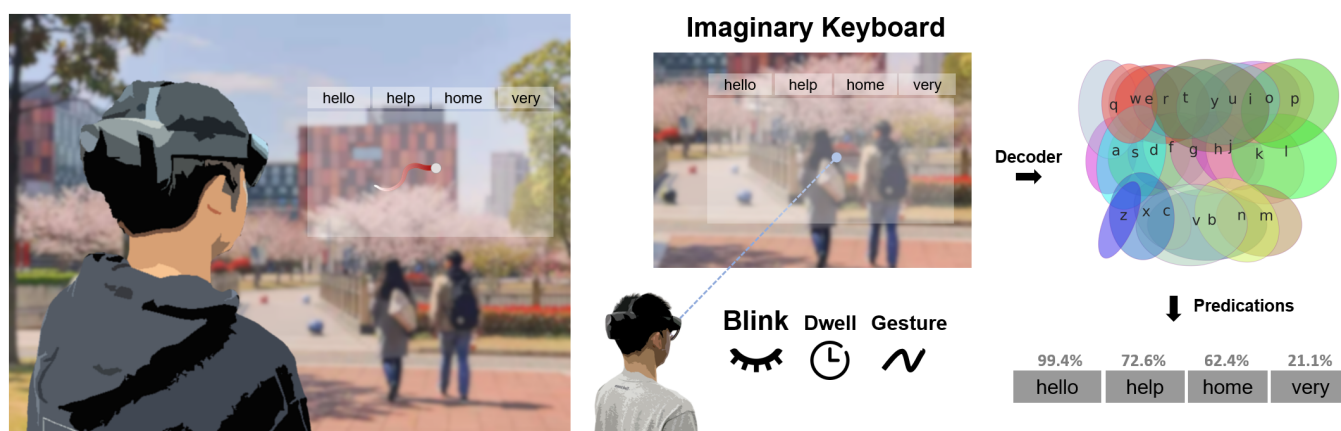 hello help home very
Imaginary Keyboard
hello help home very
Blink Dwell Gesture
Decoder
q w e r t y u i o p
a s d f g h j k l
z x c v b n m
Predications
99.4% 72.6% 62.4% 21.1%
hello help home very